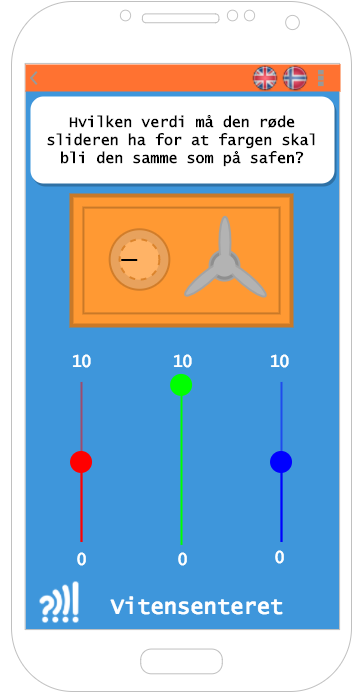 Hvilken verdi må den røde
slideren ha for at fargen skal
bli den samme som på safen?
10 10 10
0 0 0
Vitensenteret